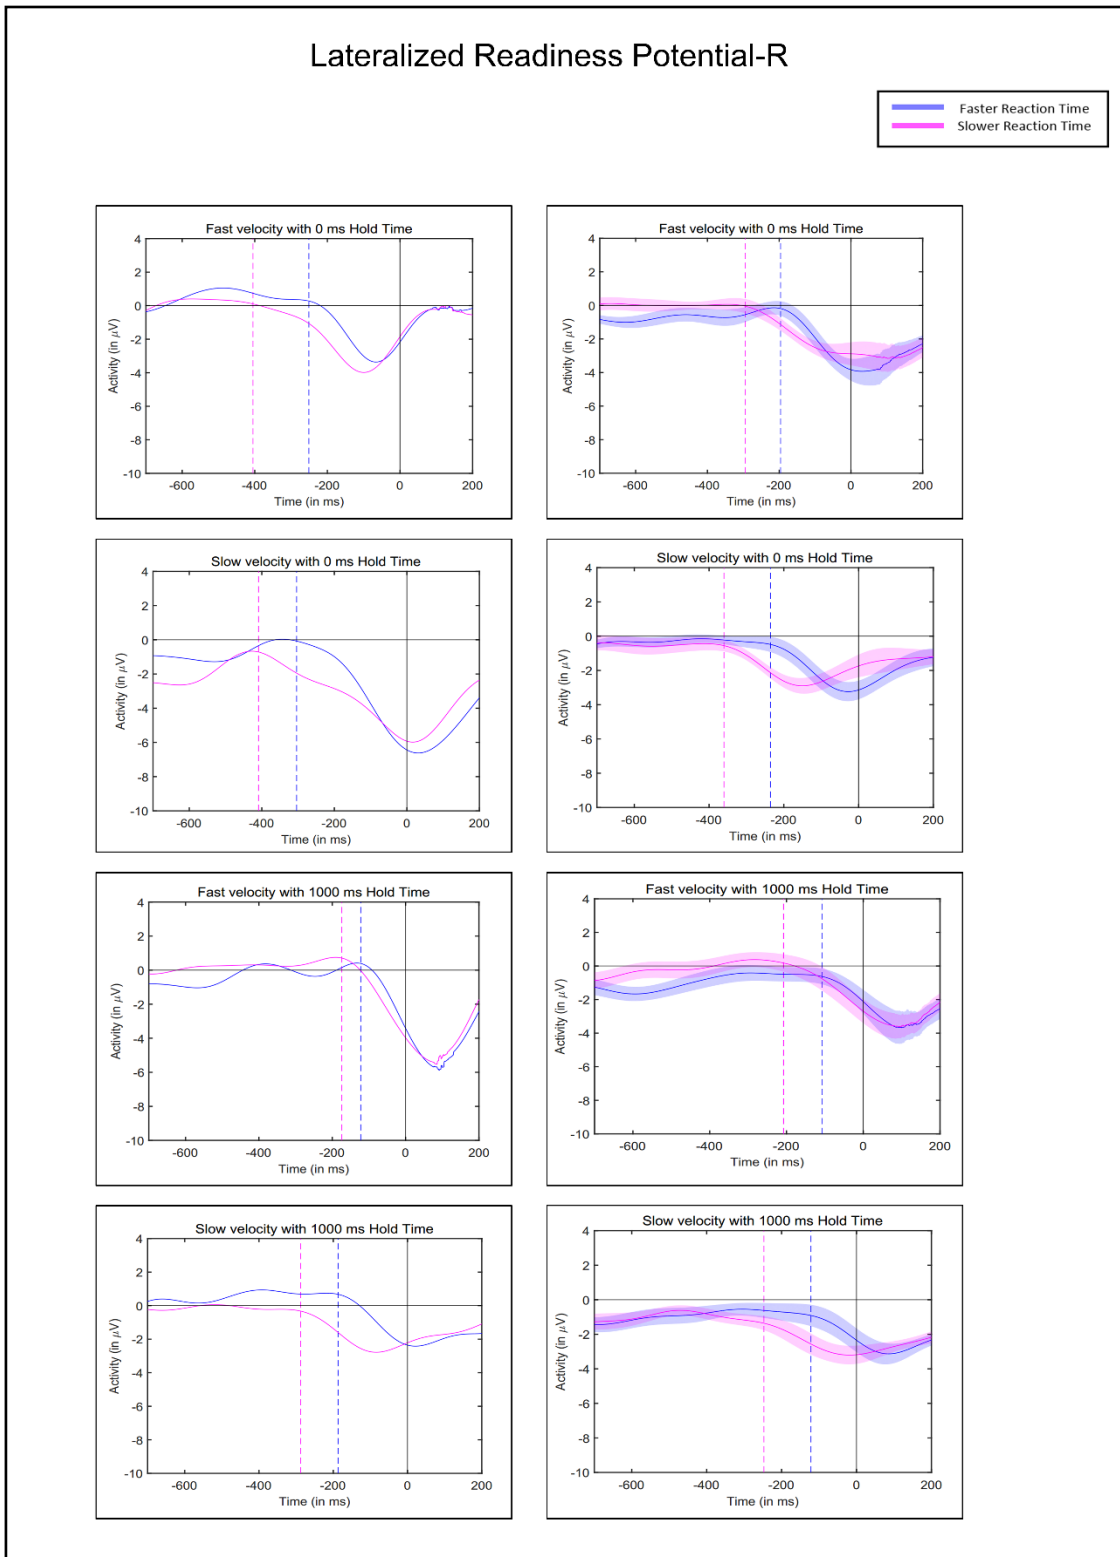 Lateralized Readiness Potential-R
Faster Reaction Time
Slower Reaction Time
Fast velocity with 0 ms Hold Time
4
2
0
-2
-4
-6
-8
-10
Activity (in μV)
-600 -400 -200 0 200
Time (in ms)
Fast velocity with 0 ms Hold Time
4
2
0
-2
-4
-6
-8
-10
Activity (in μV)
-600 -400 -200 0 200
Time (in ms)
Slow velocity with 0 ms Hold Time
4
2
0
-2
-4
-6
-8
-10
Activity (in μV)
-600 -400 -200 0 200
Time (in ms)
Slow velocity with 0 ms Hold Time
4
2
0
-2
-4
-6
-8
-10
Activity (in μV)
-600 -400 -200 0 200
Time (in ms)
Fast velocity with 1000 ms Hold Time
4
2
0
-2
-4
-6
-8
-10
Activity (in μV)
-600 -400 -200 0 200
Time (in ms)
Fast velocity with 1000 ms Hold Time
4
2
0
-2
-4
-6
-8
-10
Activity (in μV)
-600 -400 -200 0 200
Time (in ms)
Slow velocity with 1000 ms Hold Time
4
2
0
-2
-4
-6
-8
-10
Activity (in μV)
-600 -400 -200 0 200
Time (in ms)
Slow velocity with 1000 ms Hold Time
4
2
0
-2
-4
-6
-8
-10
Activity (in μV)
-600 -400 -200 0 200
Time (in ms)